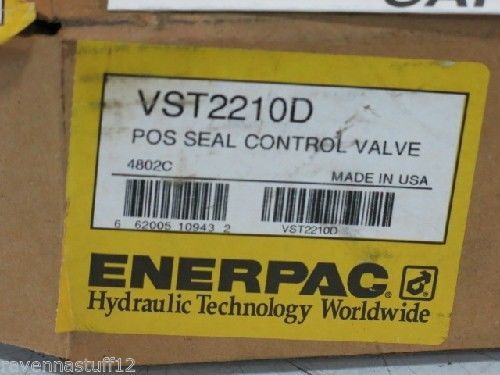 VST2210D
POS SEAL CONTROL VALVE
4802C
MADE IN USA
6 62005 10943 2
VST2210D
ENERPAC
Hydraulic Technology Worldwide
ravennastuff12